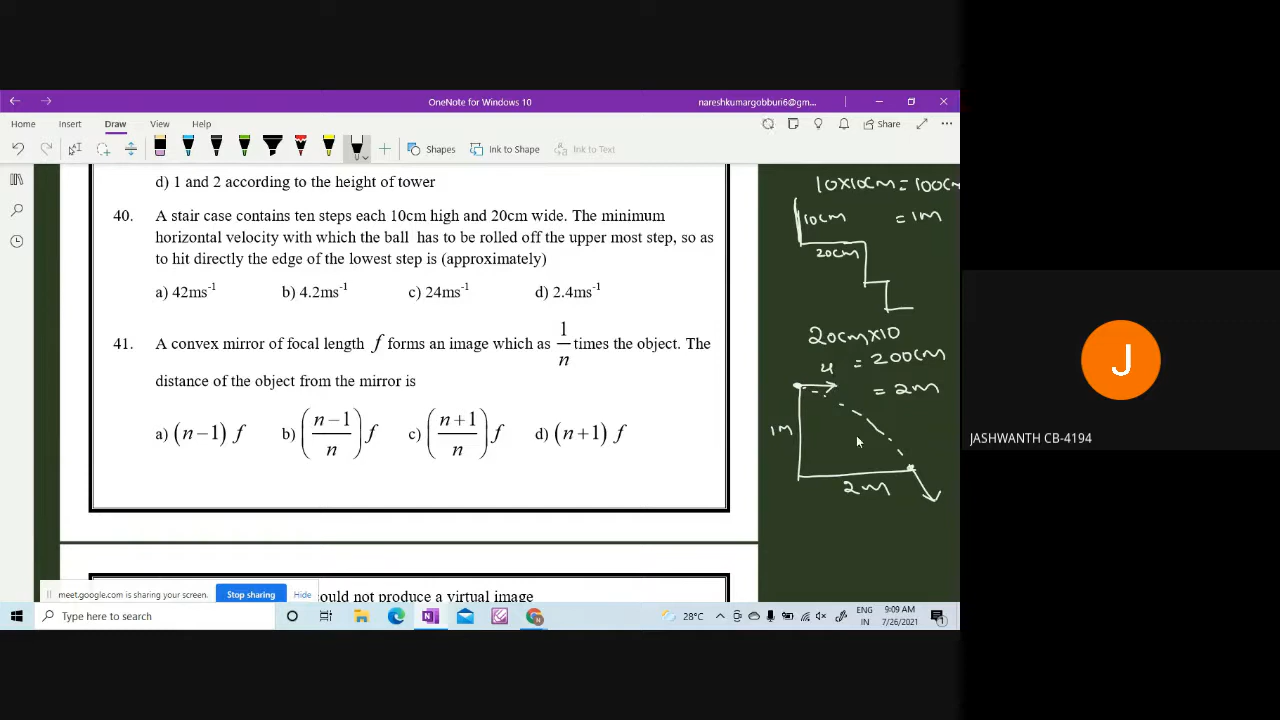 OneNote for Windows 10
nareshkumargobburi6@gm...
Home Insert Draw View Help
Share
Shapes Ink to Shape Ink to Text
d) 1 and 2 according to the height of tower
40. A stair case contains ten steps each 10cm high and 20cm wide. The minimum
horizontal velocity with which the ball has to be rolled off the upper most step, so as
to hit directly the edge of the lowest step is (approximately)
a) 42ms⁻¹ b) 4.2ms⁻¹ c) 24ms⁻¹ d) 2.4ms⁻¹
41. A convex mirror of focal length f forms an image which as 1/n times the object. The
distance of the object from the mirror is
a) (n−1) f b) ((n−1)/n) f c) ((n+1)/n) f d) (n+1) f
ould not produce a virtual image
10x10cm = 100cm
10cm = 1m
20cm
20cm x10
= 200cm
u
= 2m
1m
2m
J
JASHWANTH CB-4194
meet.google.com is sharing your screen. Stop sharing Hide
Type here to search
28°C
ENG
IN
9:09 AM
7/26/2021
1